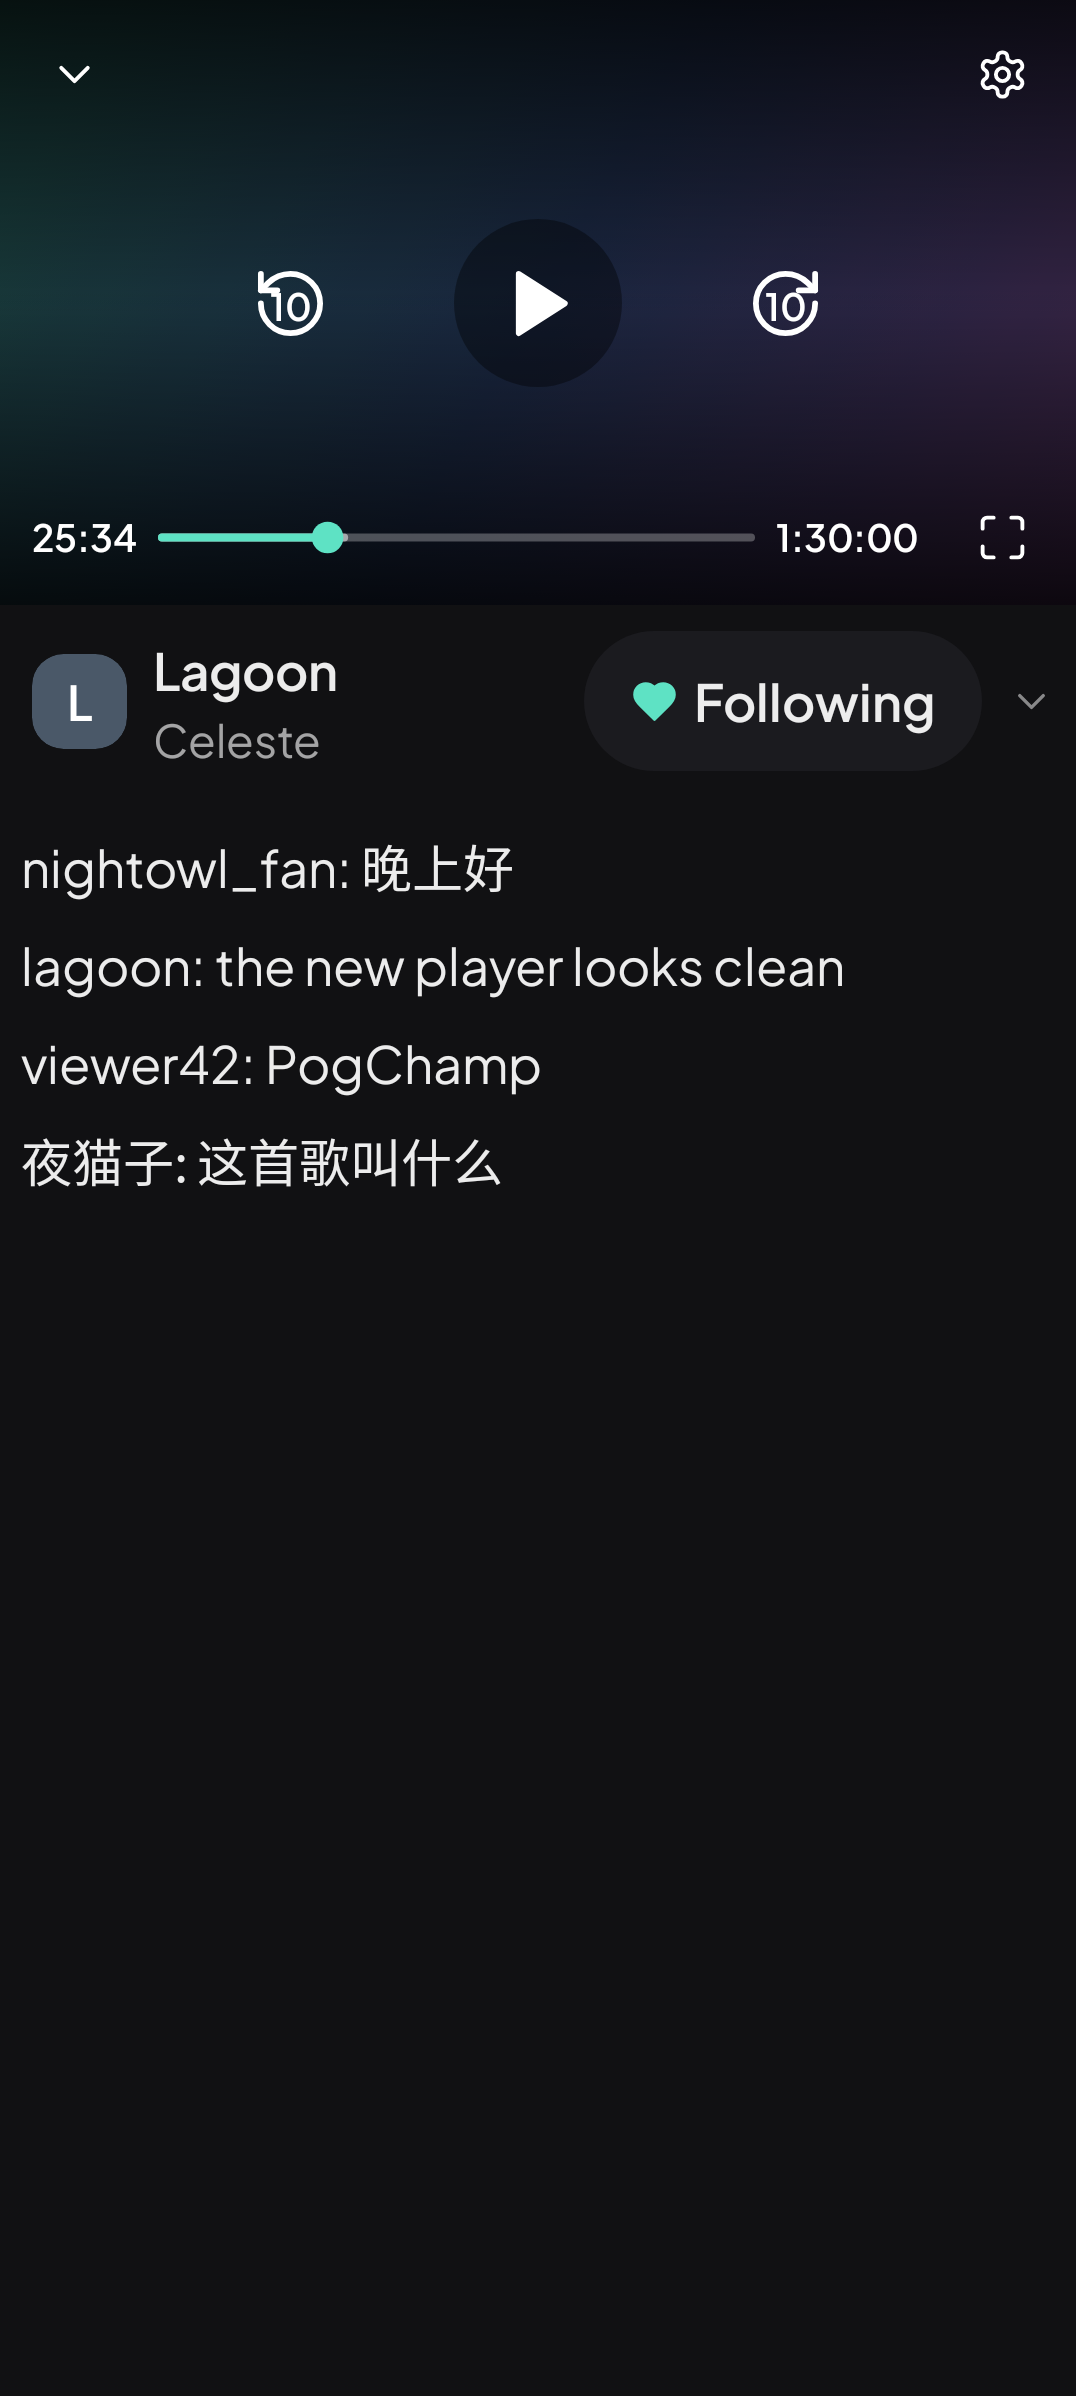 10
10
25:34
1:30:00
L
Lagoon
Celeste
Following
nightowl_fan: 晚上好
lagoon: the new player looks clean
viewer42: PogChamp
夜猫子: 这首歌叫什么